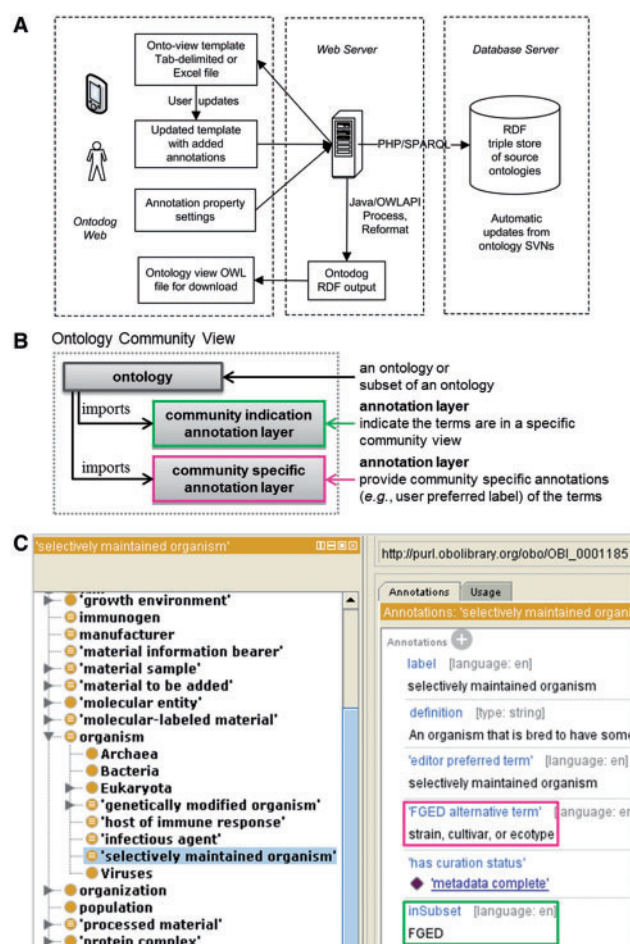 A
Onto-view template
Tab-delimited or
Excel file
User updates
Updated template
with added
annotations
Annotation property
settings
Ontodog
Web
Ontology view OWL
file for download
Web Server
PHP/SPARQL
Java/OWLAPI
Process,
Reformat
Ontodog
RDF output
Database Server
RDF
triple store
of source
ontologies
Automatic
updates from
ontology SVNs
B Ontology Community View
ontology
imports
community indication
annotation layer
imports
community specific
annotation layer
an ontology or
subset of an ontology
annotation layer
indicate the terms are in a specific
community view
annotation layer
provide community specific annotations
(e.g., user preferred label) of the terms
C
'selectively maintained organism'
'growth environment'
immunogen
manufacturer
'material information bearer'
'material sample'
'material to be added'
'molecular entity'
'molecular-labeled material'
organism
Archaea
Bacteria
Eukaryota
'genetically modified organism'
'host of immune response'
'infectious agent'
'selectively maintained organism'
Viruses
organization
population
'processed material'
'protein complex'
http://purl.obolibrary.org/obo/OBI_0001185
Annotations Usage
Annotations: 'selectively maintained organi
Annotations
label [language: en]
selectively maintained organism
definition [type: string]
An organism that is bred to have some
'editor preferred term' [language: en
selectively maintained organism
'FGED alternative term' [language: en
strain, cultivar, or ecotype
'has curation status'
'metadata complete'
inSubset [language: en]
FGED